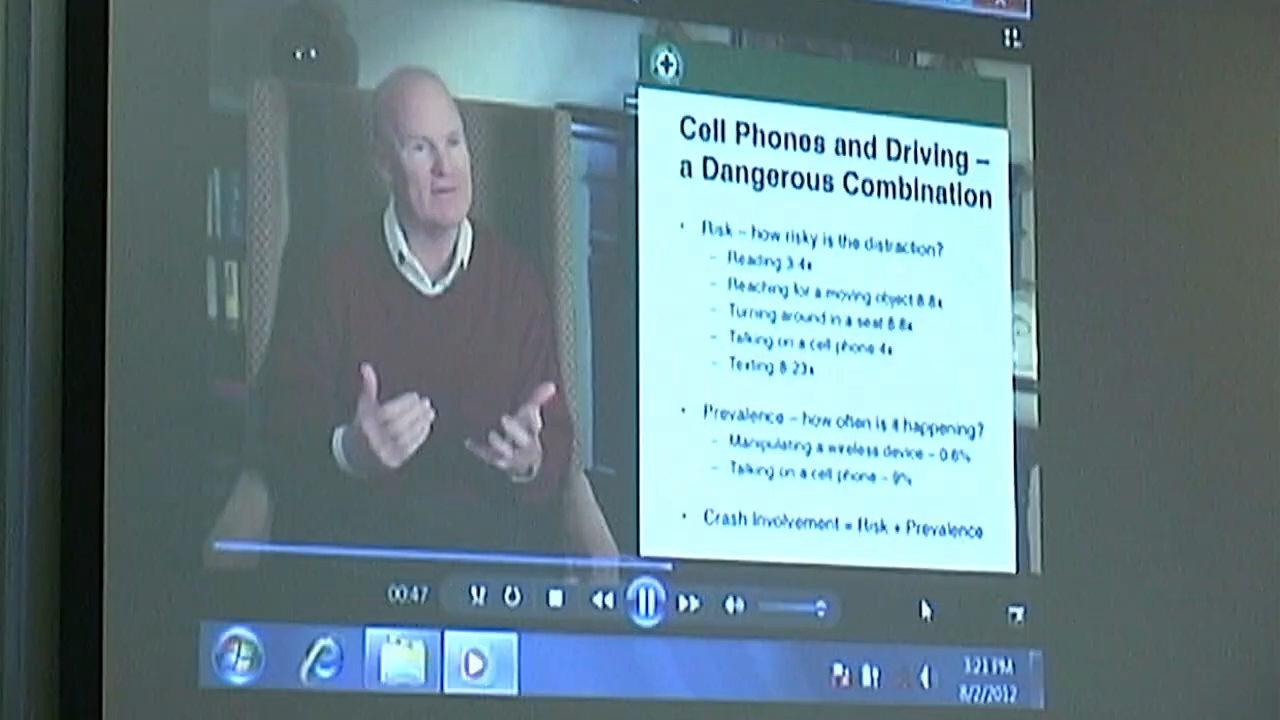 Cell Phones and Driving –
a Dangerous Combination
• Risk – how risky is the distraction?
– Reading 3.4x
– Reaching for a moving object 8.8x
– Turning around in a seat 8.8x
– Talking on a cell phone 4x
– Texting 8-23x
• Prevalence – how often is it happening?
– Manipulating a wireless device – 0.6%
– Talking on a cell phone – 9%
• Crash Involvement = Risk + Prevalence
00:47
3:21 PM
8/2/2012